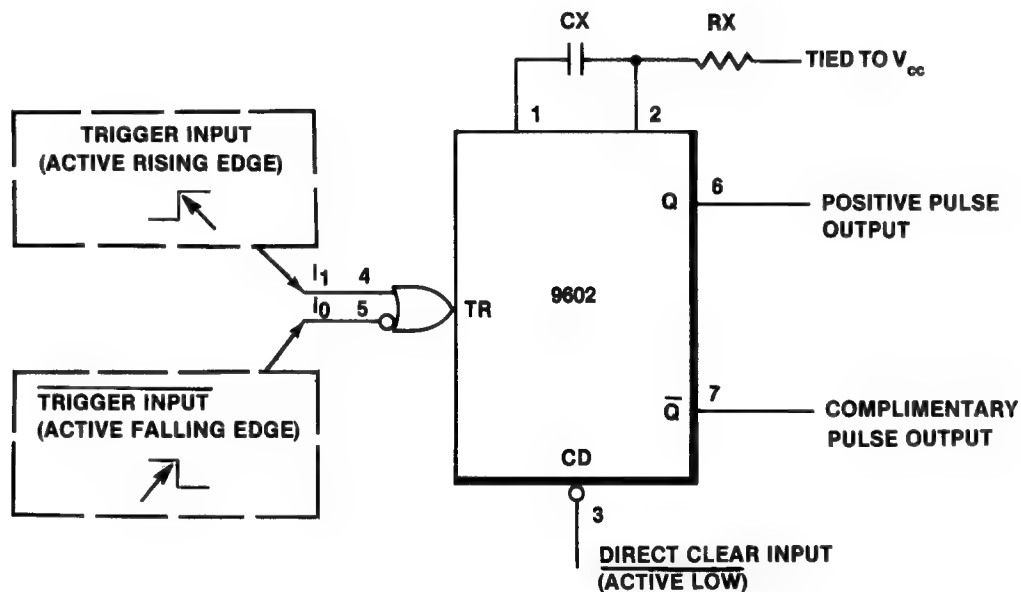 CX
RX
TIED TO Vcc
1
2
TRIGGER INPUT
(ACTIVE RISING EDGE)
Q
6
POSITIVE PULSE
OUTPUT
I1
4
I0
5
TR
9602
TRIGGER INPUT
(ACTIVE FALLING EDGE)
Q̅
7
COMPLIMENTARY
PULSE OUTPUT
CD
3
DIRECT CLEAR INPUT
(ACTIVE LOW)